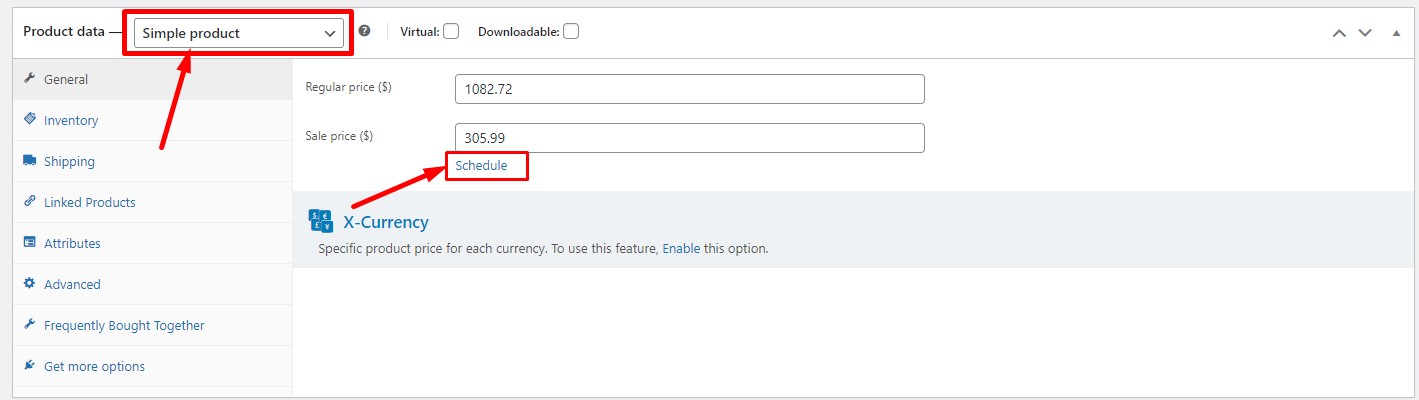 Product data — Simple product Virtual: Downloadable:
General
Inventory
Shipping
Linked Products
Attributes
Advanced
Frequently Bought Together
Get more options
Regular price ($) 1082.72
Sale price ($) 305.99
Schedule
X-Currency
Specific product price for each currency. To use this feature, Enable this option.